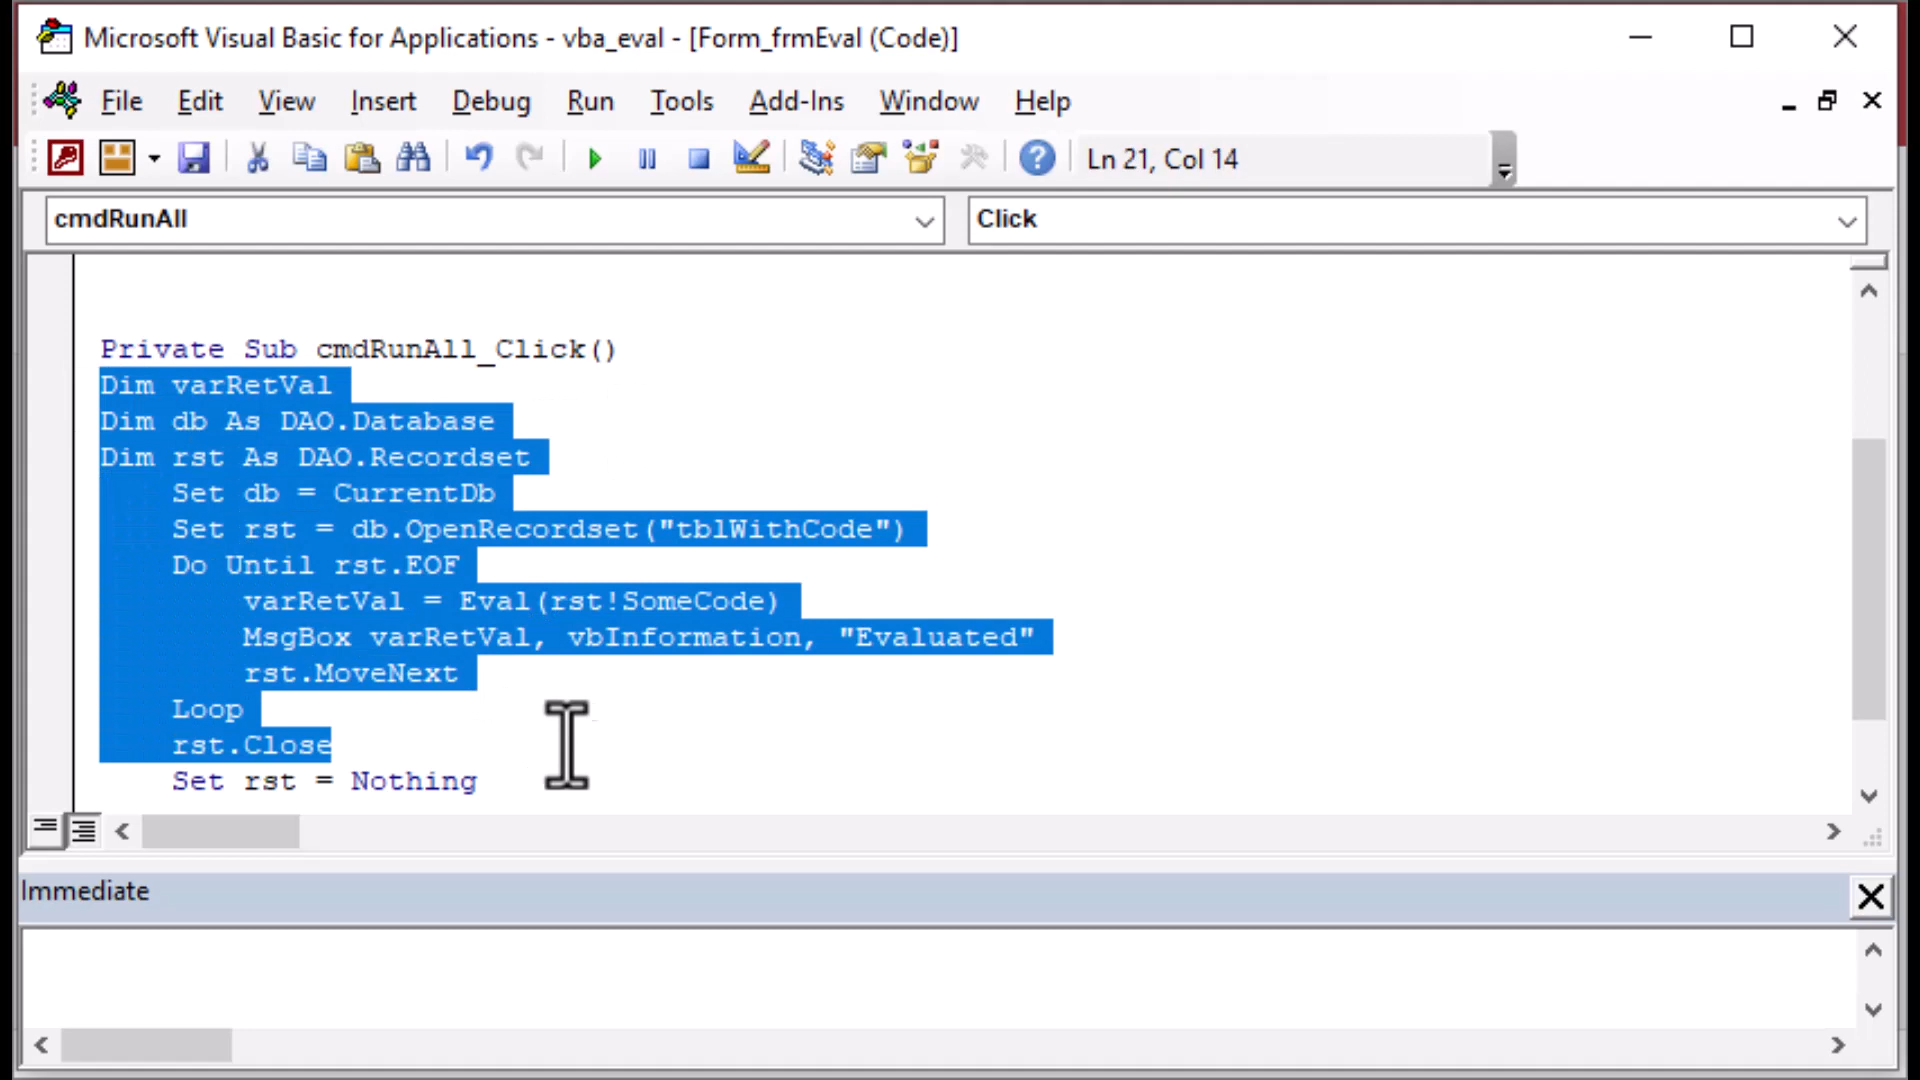 Microsoft Visual Basic for Applications - vba_eval - [Form_frmEval (Code)]
File Edit View Insert Debug Run Tools Add-Ins Window Help
Ln 21, Col 14
cmdRunAll Click
Private Sub cmdRunAll_Click()
Dim varRetVal
Dim db As DAO.Database
Dim rst As DAO.Recordset
    Set db = CurrentDb
    Set rst = db.OpenRecordset("tblWithCode")
    Do Until rst.EOF
        varRetVal = Eval(rst!SomeCode)
        MsgBox varRetVal, vbInformation, "Evaluated"
        rst.MoveNext
    Loop
    rst.Close
    Set rst = Nothing
Immediate